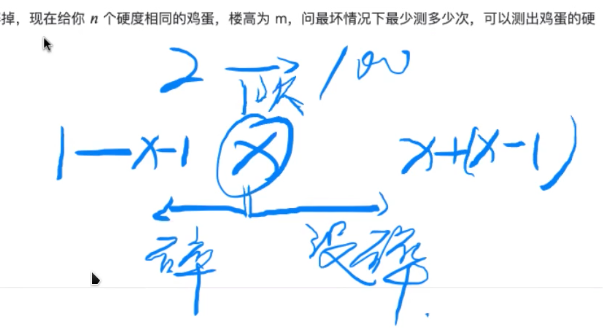 掉，现在给你 n 个硬度相同的鸡蛋，楼高为 m，问最坏情况下最少测多少次，可以测出鸡蛋的硬
2 → 100
x次
1—x-1 x x+(x-1)
碎 没碎